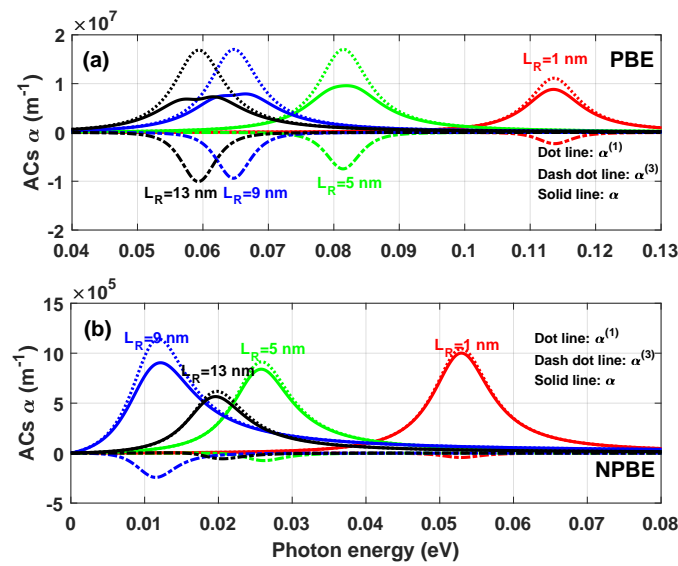 ×10⁷
(a)
PBE
L_R=1 nm
ACs α (m⁻¹)
2
1
0
-1
-2
Dot line: α⁽¹⁾
Dash dot line: α⁽³⁾
Solid line: α
L_R=13 nm
L_R=9 nm
L_R=5 nm
0.04 0.05 0.06 0.07 0.08 0.09 0.1 0.11 0.12 0.13
×10⁵
(b)
L_R=9 nm
L_R=5 nm
L_R=1 nm
L_R=13 nm
ACs α (m⁻¹)
15
10
5
0
-5
Dot line: α⁽¹⁾
Dash dot line: α⁽³⁾
Solid line: α
NPBE
0 0.01 0.02 0.03 0.04 0.05 0.06 0.07 0.08
Photon energy (eV)